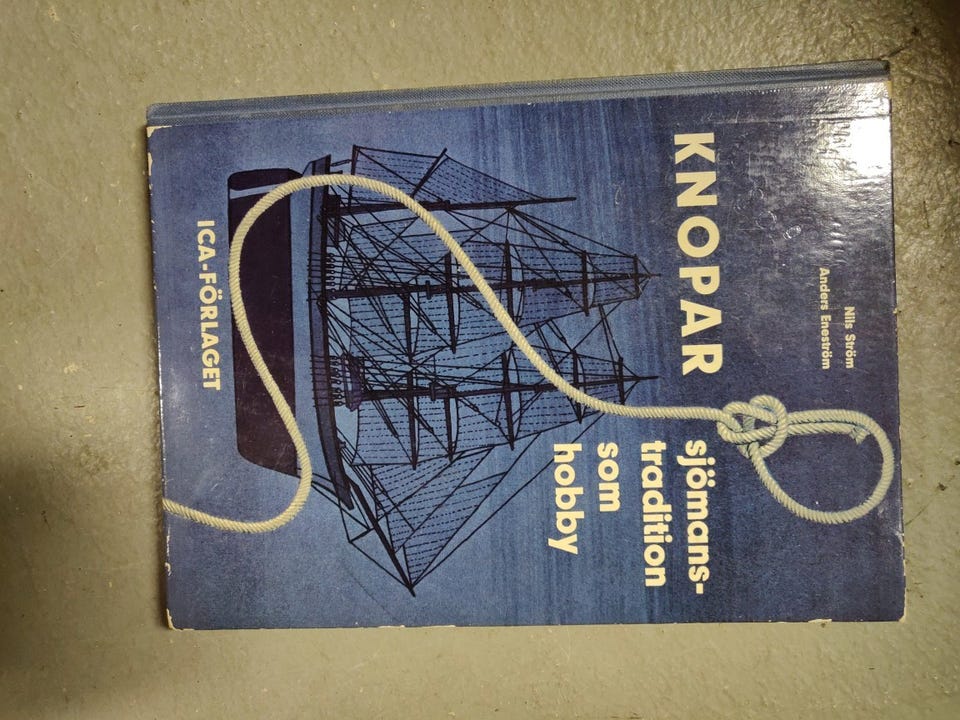 Nils Ström
Anders Eneström
KNOPAR
sjömans-
tradition
som
hobby
ICA-FÖRLAGET